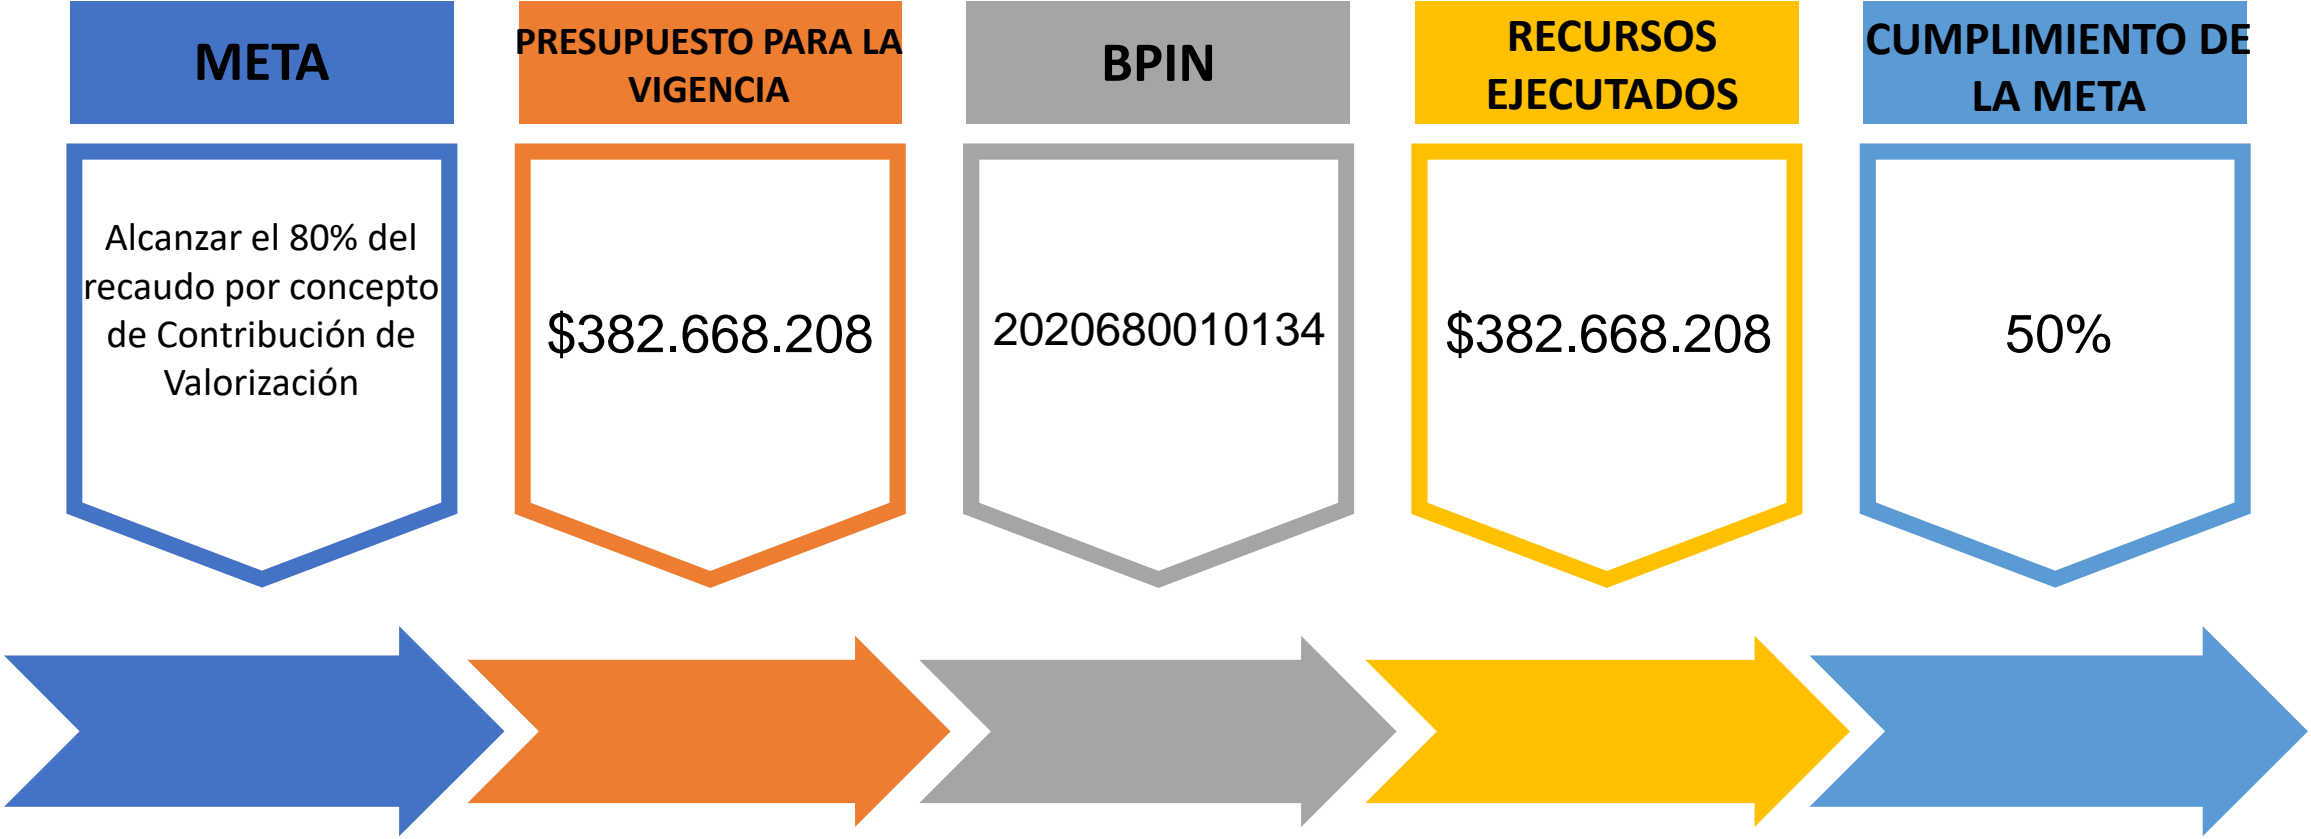 META
PRESUPUESTO PARA LA
VIGENCIA
BPIN
RECURSOS
EJECUTADOS
CUMPLIMIENTO DE
LA META
Alcanzar el 80% del
recaudo por concepto
de Contribución de
Valorización
$382.668.208
2020680010134
$382.668.208
50%